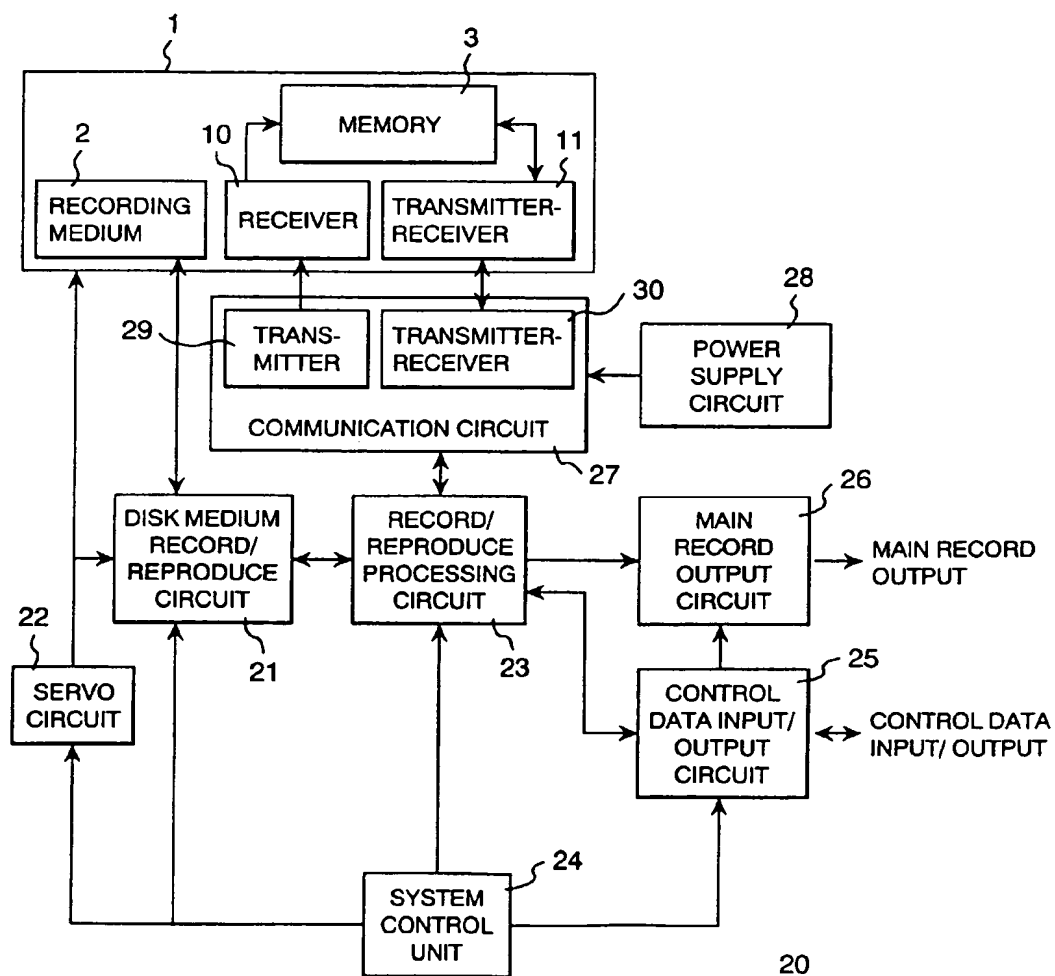 1
3
MEMORY
2
10
11
RECORDING
MEDIUM
RECEIVER
TRANSMITTER-
RECEIVER
29
TRANS-
MITTER
TRANSMITTER-
RECEIVER
30
28
POWER
SUPPLY
CIRCUIT
COMMUNICATION CIRCUIT
27
DISK MEDIUM
RECORD/
REPRODUCE
CIRCUIT
21
RECORD/
REPRODUCE
PROCESSING
CIRCUIT
23
26
MAIN
RECORD
OUTPUT
CIRCUIT
MAIN RECORD
OUTPUT
22
SERVO
CIRCUIT
25
CONTROL
DATA INPUT/
OUTPUT
CIRCUIT
CONTROL DATA
INPUT/ OUTPUT
24
SYSTEM
CONTROL
UNIT
20